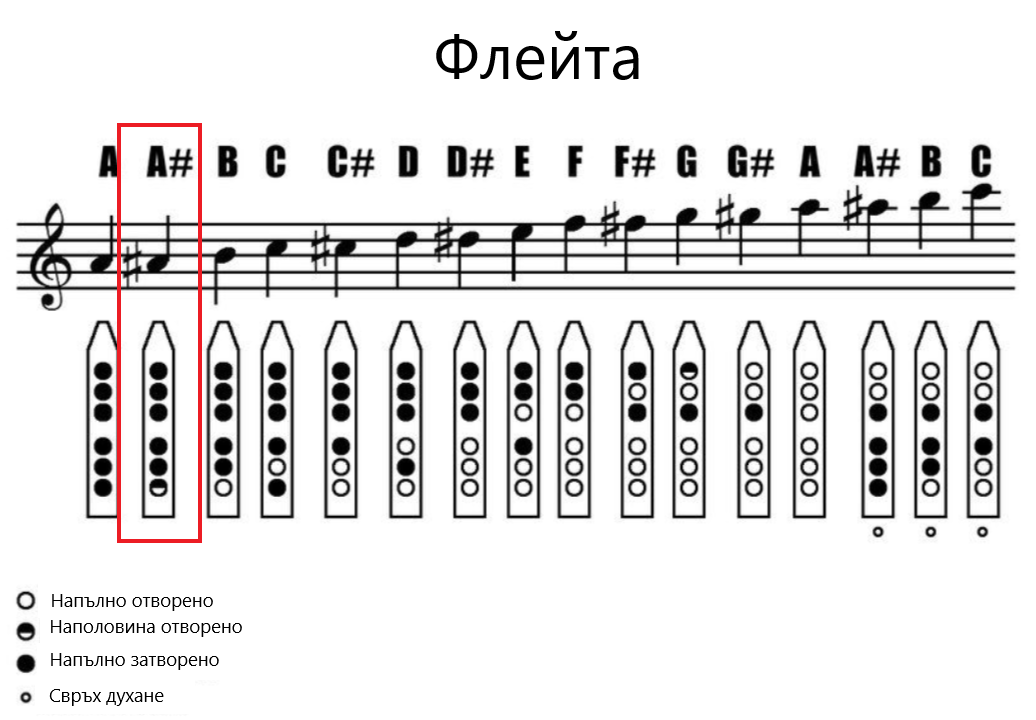 Флейта
A A# B C C# D D# E F F# G G# A A# B C
Напълно отворено
Наполовина отворено
Напълно затворено
Свръх духане